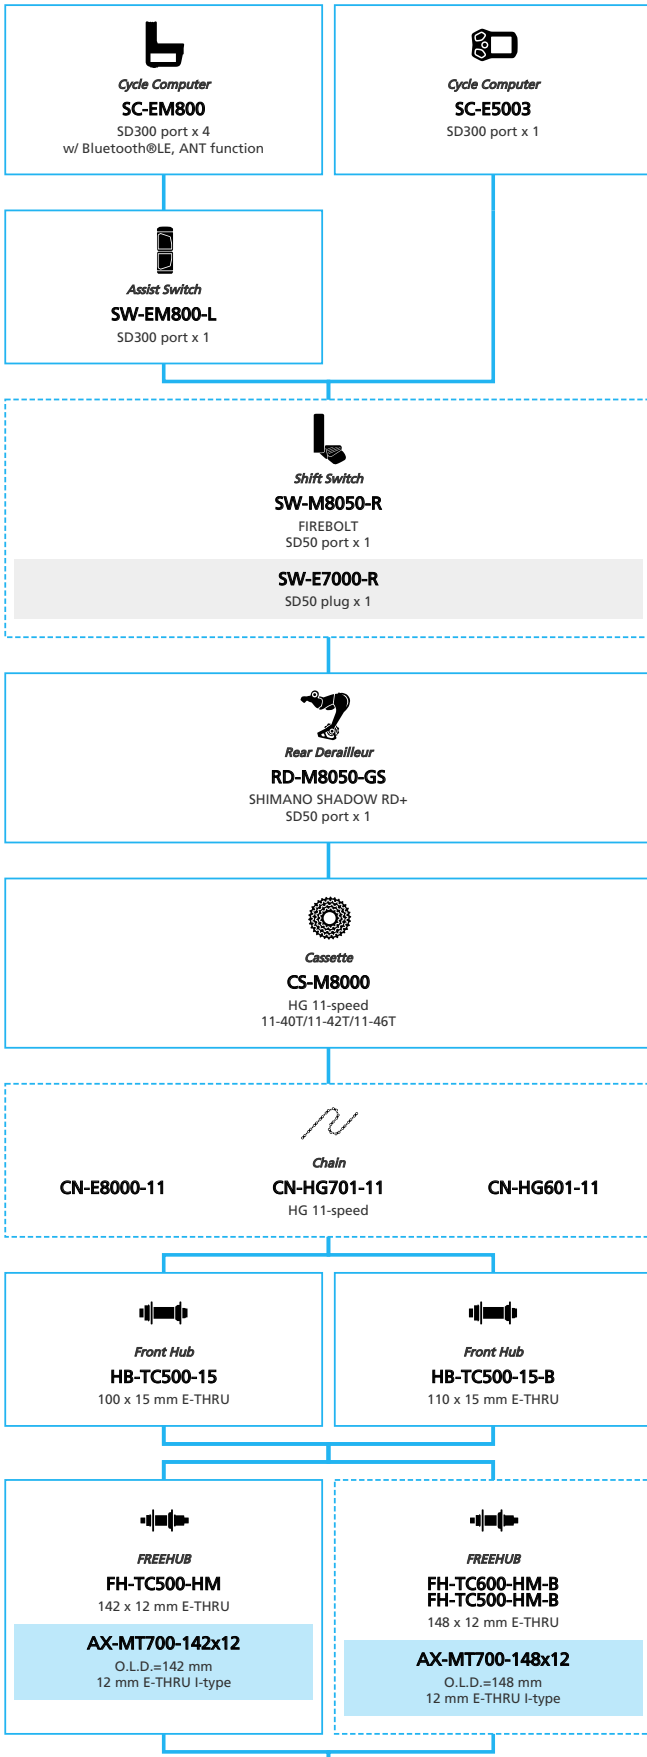 Cycle Computer
SC-EM800
SD300 port x 4
w/ Bluetooth®LE, ANT function
Cycle Computer
SC-E5003
SD300 port x 1
Assist Switch
SW-EM800-L
SD300 port x 1
Shift Switch
SW-M8050-R
FIREBOLT
SD50 port x 1
SW-E7000-R
SD50 plug x 1
Rear Derailleur
RD-M8050-GS
SHIMANO SHADOW RD+
SD50 port x 1
Cassette
CS-M8000
HG 11-speed
11-40T/11-42T/11-46T
Chain
CN-E8000-11
CN-HG701-11
HG 11-speed
CN-HG601-11
Front Hub
HB-TC500-15
100 x 15 mm E-THRU
Front Hub
HB-TC500-15-B
110 x 15 mm E-THRU
FREEHUB
FH-TC500-HM
142 x 12 mm E-THRU
AX-MT700-142x12
O.L.D.=142 mm
12 mm E-THRU I-type
FREEHUB
FH-TC600-HM-B
FH-TC500-HM-B
148 x 12 mm E-THRU
AX-MT700-148x12
O.L.D.=148 mm
12 mm E-THRU I-type